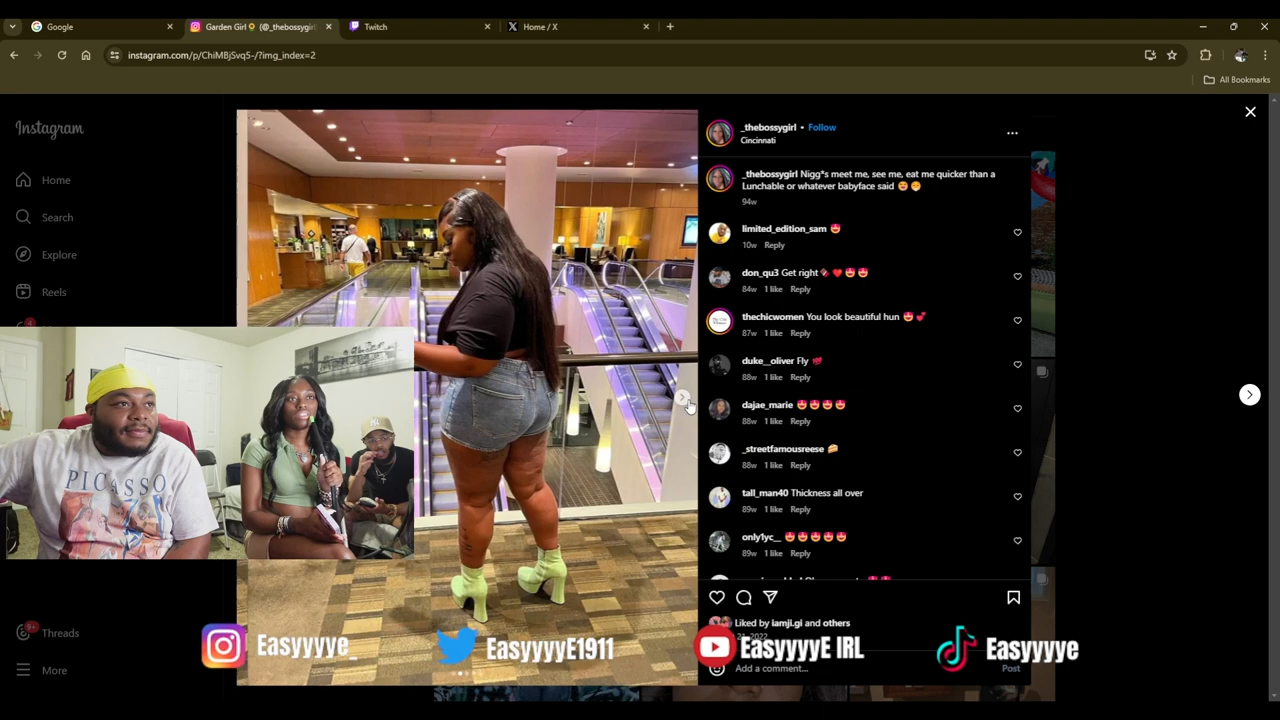 Google
Garden Girl 🌻 (@_thebossygirl
Twitch
Home / X
instagram.com/p/ChiMBjSvq5-/?img_index=2
All Bookmarks
Instagram
Home
Search
Explore
Reels
Threads
9+
More
PICASSO
_thebossygirl • Follow
Cincinnati
_thebossygirl Nigg*s meet me, see me, eat me quicker than a
Lunchable or whatever babyface said
94w
limited_edition_sam 😍
10w Reply
don_qu3 Get right🍫❤️😍😍
84w 1 like Reply
thechicwomen You look beautiful hun 😍💕
87w 1 like Reply
duke__oliver Fly
88w 1 like Reply
dajae_marie 😍😍😍😍
88w 1 like Reply
_streetfamousreese
88w 1 like Reply
tall_man40 Thickness all over
89w 1 like Reply
only1yc__ 😍😍😍😍😍
89w 1 like Reply
Liked by iamji.gi and others
21, 2022
Add a comment...
Post
Easyyyye_
EasyyyyE1911
EasyyyyE IRL
Easyyyye